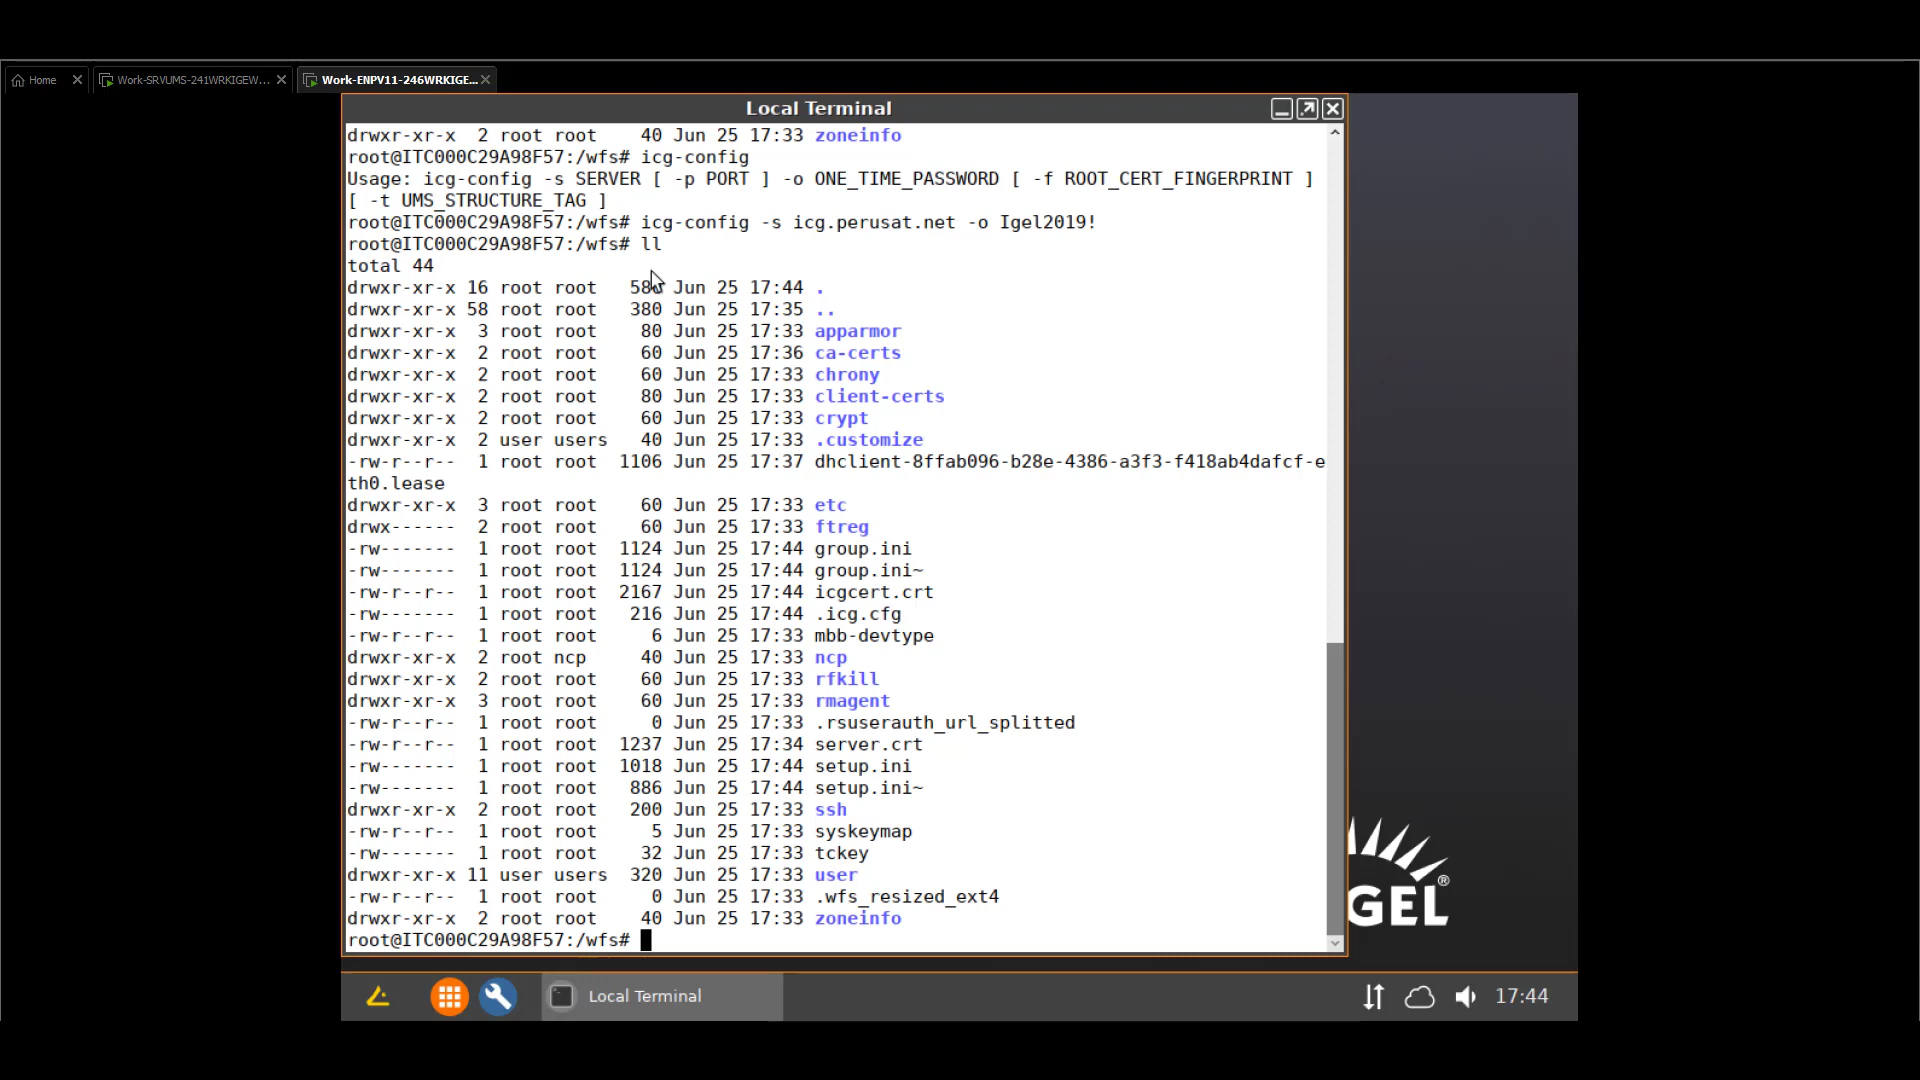 Home
Work-SRVUMS-241WRKIGEW...
Work-ENPV11-246WRKIGE...
Local Terminal
drwxr-xr-x  2 root root    40 Jun 25 17:33 zoneinfo
root@ITC000C29A98F57:/wfs# icg-config
Usage: icg-config -s SERVER [ -p PORT ] -o ONE_TIME_PASSWORD [ -f ROOT_CERT_FINGERPRINT ]
[ -t UMS_STRUCTURE_TAG ]
root@ITC000C29A98F57:/wfs# icg-config -s icg.perusat.net -o Igel2019!
root@ITC000C29A98F57:/wfs# ll
total 44
drwxr-xr-x 16 root root   580 Jun 25 17:44 .
drwxr-xr-x 58 root root   380 Jun 25 17:35 ..
drwxr-xr-x  3 root root    80 Jun 25 17:33 apparmor
drwxr-xr-x  2 root root    60 Jun 25 17:36 ca-certs
drwxr-xr-x  2 root root    60 Jun 25 17:33 chrony
drwxr-xr-x  2 root root    80 Jun 25 17:33 client-certs
drwxr-xr-x  2 root root    60 Jun 25 17:33 crypt
drwxr-xr-x  2 user users   40 Jun 25 17:33 .customize
-rw-r--r--  1 root root  1106 Jun 25 17:37 dhclient-8ffab096-b28e-4386-a3f3-f418ab4dafcf-e
th0.lease
drwxr-xr-x  3 root root    60 Jun 25 17:33 etc
drwx------  2 root root    60 Jun 25 17:33 ftreg
-rw-------  1 root root  1124 Jun 25 17:44 group.ini
-rw-------  1 root root  1124 Jun 25 17:44 group.ini~
-rw-r--r--  1 root root  2167 Jun 25 17:44 icgcert.crt
-rw-------  1 root root   216 Jun 25 17:44 .icg.cfg
-rw-r--r--  1 root root     6 Jun 25 17:33 mbb-devtype
drwxr-xr-x  2 root ncp     40 Jun 25 17:33 ncp
drwxr-xr-x  2 root root    60 Jun 25 17:33 rfkill
drwxr-xr-x  3 root root    60 Jun 25 17:33 rmagent
-rw-r--r--  1 root root     0 Jun 25 17:33 .rsuserauth_url_splitted
-rw-r--r--  1 root root  1237 Jun 25 17:34 server.crt
-rw-------  1 root root  1018 Jun 25 17:44 setup.ini
-rw-------  1 root root   886 Jun 25 17:44 setup.ini~
drwxr-xr-x  2 root root   200 Jun 25 17:33 ssh
-rw-r--r--  1 root root     5 Jun 25 17:33 syskeymap
-rw-------  1 root root    32 Jun 25 17:33 tckey
drwxr-xr-x 11 user users  320 Jun 25 17:33 user
-rw-r--r--  1 root root     0 Jun 25 17:33 .wfs_resized_ext4
drwxr-xr-x  2 root root    40 Jun 25 17:33 zoneinfo
root@ITC000C29A98F57:/wfs#
GEL®
Local Terminal
17:44